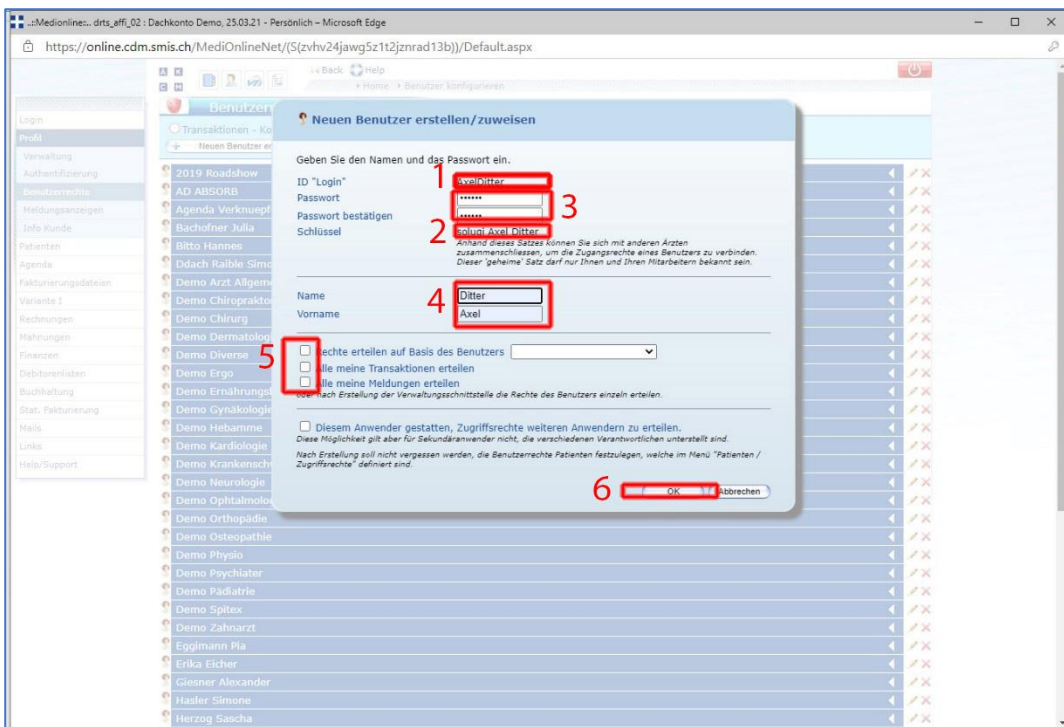 ..::Medionline::.. drts_affi_02 : Dachkonto Demo, 25.03.21 - Persönlich – Microsoft Edge
https://online.cdm.smis.ch/MediOnlineNet/(S(zvhv24jawg5z1t2jznrad13b))/Default.aspx
Back Help
Home Benutzer konfigurieren
Login
Profil
Verwaltung
Authentifizierung
Benutzerrechte
Meldungsanzeigen
Info Kunde
Patienten
Agenda
Fakturierungsdateien
Variante I
Rechnungen
Mahnungen
Finanzen
Debitorenlisten
Buchhaltung
Stat. Fakturierung
Mails
Links
Help/Support
Transaktionen - Ko
Neuen Benutzer er
2019 Roadshow
AD ABSORB
Agenda Verknuepf
Bachofner Julia
Bitto Hannes
Ddach Raible Simo
Demo Arzt Allgem
Demo Chiroprakto
Demo Chirurg
Demo Dermatolog
Demo Diverse
Demo Ergo
Demo Ernährungs
Demo Gynäkologie
Demo Hebamme
Demo Kardiologie
Demo Krankensch
Demo Neurologie
Demo Ophtalmolo
Demo Orthopädie
Demo Osteopathie
Demo Physio
Demo Psychiater
Demo Pädiatrie
Demo Spitex
Demo Zahnarzt
Eggimann Pia
Erika Eicher
Giesner Alexander
Hasler Simone
Herzog Sascha
Neuen Benutzer erstellen/zuweisen
Geben Sie den Namen und das Passwort ein.
ID "Login" 1 AxelDitter
Passwort ••••••
Passwort bestätigen •••••• 3
Schlüssel 2 solugi Axel Ditter
Anhand dieses Satzes können Sie sich mit anderen Ärzten
zusammenschliessen, um die Zugangsrechte eines Benutzers zu verbinden.
Dieser 'geheime' Satz darf nur Ihnen und Ihren Mitarbeitern bekannt sein.
Name Ditter
4
Vorname Axel
5
Rechte erteilen auf Basis des Benutzers
Alle meine Transaktionen erteilen
Alle meine Meldungen erteilen
oder nach Erstellung der Verwaltungsschnittstelle die Rechte des Benutzers einzeln erteilen.
Diesem Anwender gestatten, Zugriffsrechte weiteren Anwendern zu erteilen.
Diese Möglichkeit gilt aber für Sekundäranwender nicht, die verschiedenen Verantwortlichen unterstellt sind.
Nach Erstellung soll nicht vergessen werden, die Benutzerrechte Patienten festzulegen, welche im Menü "Patienten /
Zugriffsrechte" definiert sind.
6 OK Abbrechen